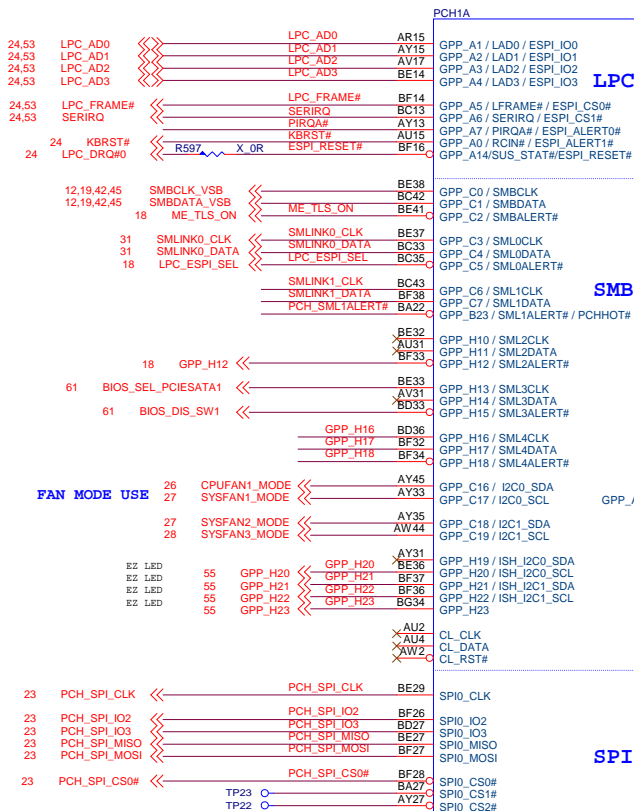 PCH1A
24,53 LPC_AD0 LPC_AD0 AR15 GPP_A1 / LAD0 / ESPI_IO0
24,53 LPC_AD1 LPC_AD1 AY15 GPP_A2 / LAD1 / ESPI_IO1
24,53 LPC_AD2 LPC_AD2 AV17 GPP_A3 / LAD2 / ESPI_IO2
24,53 LPC_AD3 LPC_AD3 BE14 GPP_A4 / LAD3 / ESPI_IO3
LPC
24,53 LPC_FRAME# LPC_FRAME# BF14 GPP_A5 / LFRAME# / ESPI_CS0#
24,53 SERIRQ SERIRQ BC13 GPP_A6 / SERIRQ / ESPI_CS1#
PIRQA# AY13 GPP_A7 / PIRQA# / ESPI_ALERT0#
24 KBRST# KBRST# AU15 GPP_A0 / RCIN# / ESPI_ALERT1#
24 LPC_DRQ#0 R597 X_0R ESPI_RESET# BF16 GPP_A14/SUS_STAT#/ESPI_RESET#
12,19,42,45 SMBCLK_VSB BE38 GPP_C0 / SMBCLK
12,19,42,45 SMBDATA_VSB BC42 GPP_C1 / SMBDATA
18 ME_TLS_ON ME_TLS_ON BE41 GPP_C2 / SMBALERT#
31 SMLINK0_CLK SMLINK0_CLK BE37 GPP_C3 / SML0CLK
31 SMLINK0_DATA SMLINK0_DATA BC33 GPP_C4 / SML0DATA
18 LPC_ESPI_SEL LPC_ESPI_SEL BC35 GPP_C5 / SML0ALERT#
SMB
SMLINK1_CLK BC43 GPP_C6 / SML1CLK
SMLINK1_DATA BF38 GPP_C7 / SML1DATA
PCH_SML1ALERT# BA22 GPP_B23 / SML1ALERT# / PCHHOT#
BE32 GPP_H10 / SML2CLK
AU31 GPP_H11 / SML2DATA
18 GPP_H12 BF33 GPP_H12 / SML2ALERT#
61 BIOS_SEL_PCIESATA1 BE33 GPP_H13 / SML3CLK
AV31 GPP_H14 / SML3DATA
61 BIOS_DIS_SW1 BD33 GPP_H15 / SML3ALERT#
GPP_H16 BD36 GPP_H16 / SML4CLK
GPP_H17 BF32 GPP_H17 / SML4DATA
GPP_H18 BF34 GPP_H18 / SML4ALERT#
FAN MODE USE
26 CPUFAN1_MODE AY45 GPP_C16 / I2C0_SDA
27 SYSFAN1_MODE AY33 GPP_C17 / I2C0_SCL GPP_A
27 SYSFAN2_MODE AY35 GPP_C18 / I2C1_SDA
28 SYSFAN3_MODE AW44 GPP_C19 / I2C1_SCL
AY31 GPP_H19 / ISH_I2C0_SDA
EZ LED 55 GPP_H20 GPP_H20 BE36 GPP_H20 / ISH_I2C0_SCL
EZ LED 55 GPP_H21 GPP_H21 BF37 GPP_H21 / ISH_I2C1_SDA
EZ LED 55 GPP_H22 GPP_H22 BF36 GPP_H22 / ISH_I2C1_SCL
EZ LED 55 GPP_H23 GPP_H23 BG34 GPP_H23
AU2 CL_CLK
AU4 CL_DATA
AW2 CL_RST#
23 PCH_SPI_CLK PCH_SPI_CLK BE29 SPI0_CLK
23 PCH_SPI_IO2 PCH_SPI_IO2 BF26 SPI0_IO2
23 PCH_SPI_IO3 PCH_SPI_IO3 BD27 SPI0_IO3
23 PCH_SPI_MISO PCH_SPI_MISO BE27 SPI0_MISO
23 PCH_SPI_MOSI PCH_SPI_MOSI BF27 SPI0_MOSI
SPI
23 PCH_SPI_CS0# PCH_SPI_CS0# BF28 SPI0_CS0#
TP23 BA27 SPI0_CS1#
TP22 AY27 SPI0_CS2#